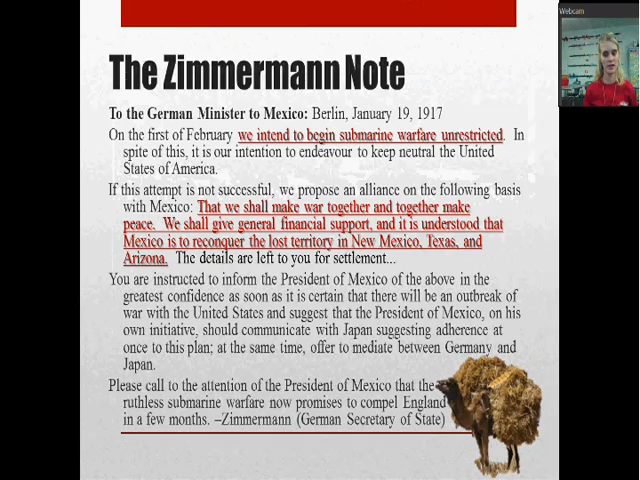 Webcam
The Zimmermann Note
To the German Minister to Mexico: Berlin, January 19, 1917
On the first of February we intend to begin submarine warfare unrestricted. In
spite of this, it is our intention to endeavour to keep neutral the United
States of America.
If this attempt is not successful, we propose an alliance on the following basis
with Mexico: That we shall make war together and together make
peace. We shall give general financial support, and it is understood that
Mexico is to reconquer the lost territory in New Mexico, Texas, and
Arizona. The details are left to you for settlement...
You are instructed to inform the President of Mexico of the above in the
greatest confidence as soon as it is certain that there will be an outbreak of
war with the United States and suggest that the President of Mexico, on his
own initiative, should communicate with Japan suggesting adherence at
once to this plan; at the same time, offer to mediate between Germany and
Japan.
Please call to the attention of the President of Mexico that the
ruthless submarine warfare now promises to compel England
in a few months. –Zimmermann (German Secretary of State)